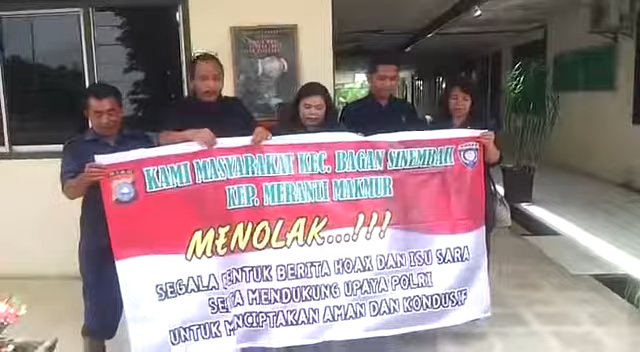 KAMI MASYARAKAT KEC. BAGAN SINEMBAH
KEP. MERANTI MAKMUR
MENOLAK...!!!
SEGALA BENTUK BERITA HOAX DAN ISU SARA
SERTA MENDUKUNG UPAYA POLRI
UNTUK MENCIPTAKAN AMAN DAN KONDUSIF